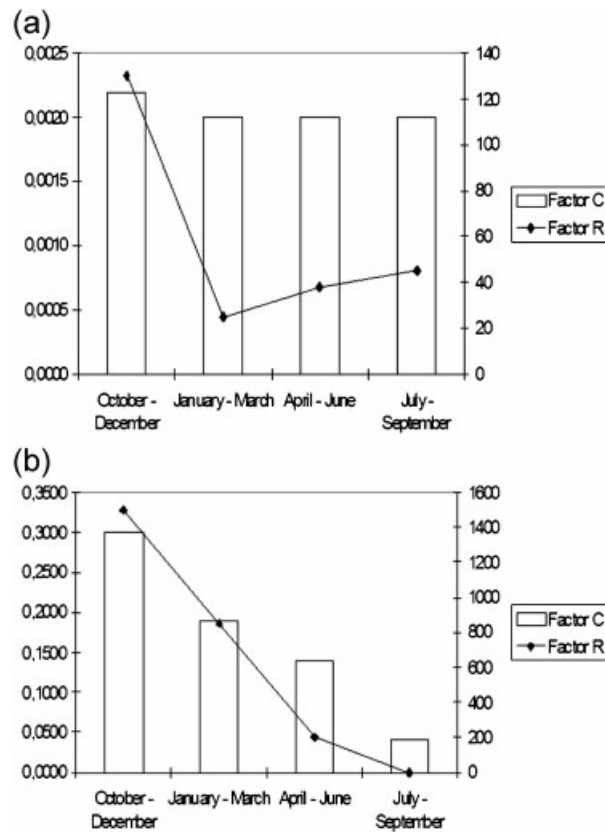 (a)
0,0025
0,0020
0,0015
0,0010
0,0005
0,0000
140
120
100
80
60
40
20
0
Factor C
Factor R
October -
December
January - March
April - June
July -
September
(b)
0,3500
0,3000
0,2500
0,2000
0,1500
0,1000
0,0500
0,0000
1600
1400
1200
1000
800
600
400
200
0
Factor C
Factor R
October -
December
January - March
April - June
July -
September